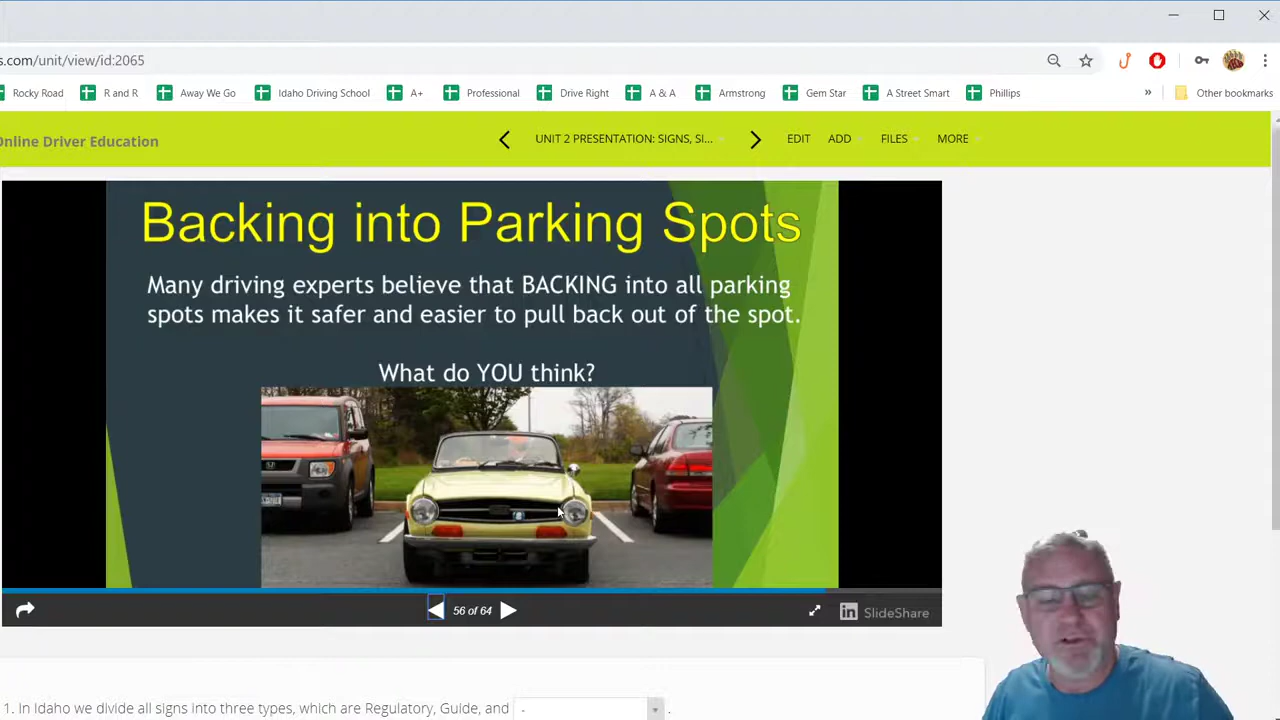 s.com/unit/view/id:2065
Rocky Road R and R Away We Go Idaho Driving School A+ Professional Drive Right A & A Armstrong Gem Star A Street Smart Phillips » Other bookmarks
Online Driver Education
UNIT 2 PRESENTATION: SIGNS, SI... EDIT ADD FILES MORE
Backing into Parking Spots
Many driving experts believe that BACKING into all parking
spots makes it safer and easier to pull back out of the spot.
What do YOU think?
56 of 64
in SlideShare
1. In Idaho we divide all signs into three types, which are Regulatory, Guide, and - .